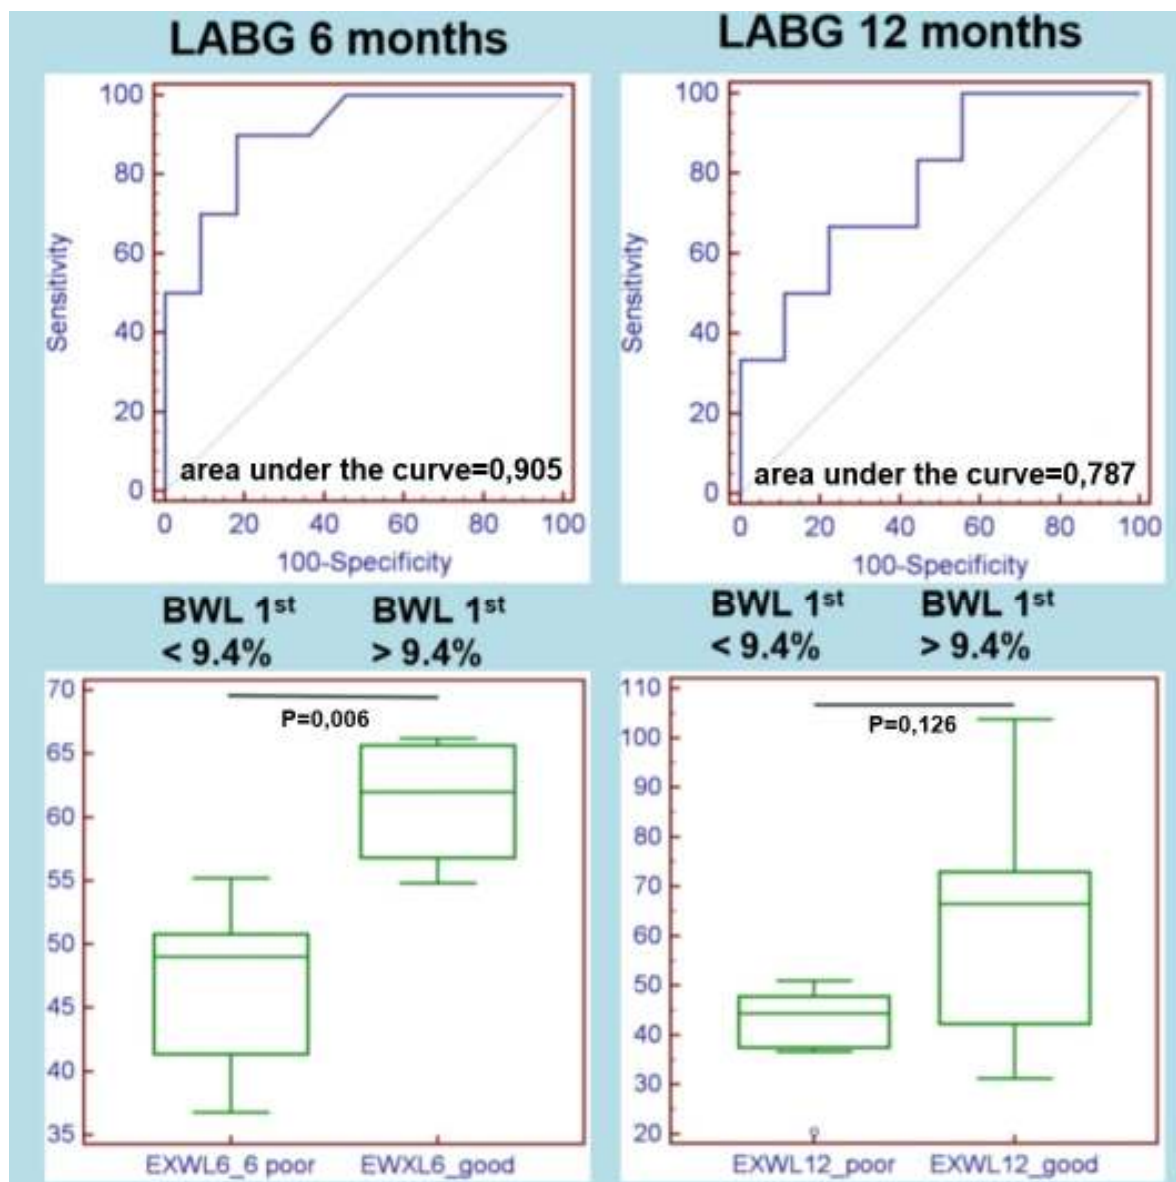 LABG 6 months
LABG 12 months
100
80
60
40
20
0
Sensitivity
area under the curve=0,905
0 20 40 60 80 100
100-Specificity
100
80
60
40
20
0
Sensitivity
area under the curve=0,787
0 20 40 60 80 100
100-Specificity
BWL 1st
< 9.4%
BWL 1st
> 9.4%
BWL 1st
< 9.4%
BWL 1st
> 9.4%
70
65
60
55
50
45
40
35
P=0,006
EXWL6_6 poor EWXL6_good
110
100
90
80
70
60
50
40
30
20
P=0,126
EXWL12_poor EXWL12_good